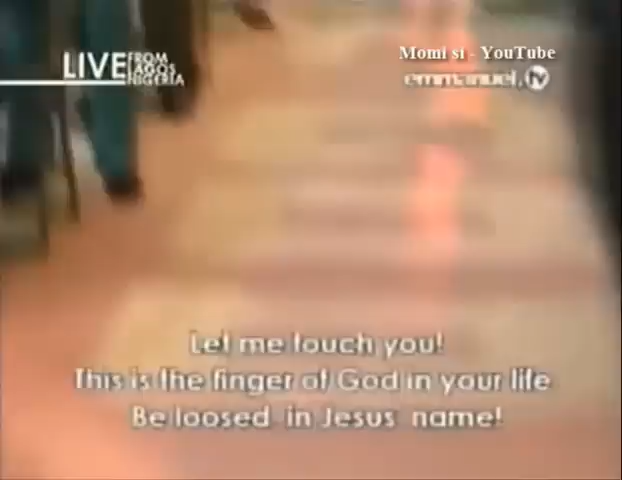 LIVE FROM LAGOS NIGERIA
Momi si - YouTube
emmanuel.tv
Let me touch you!
This is the finger of God in your life
Be loosed in Jesus name!